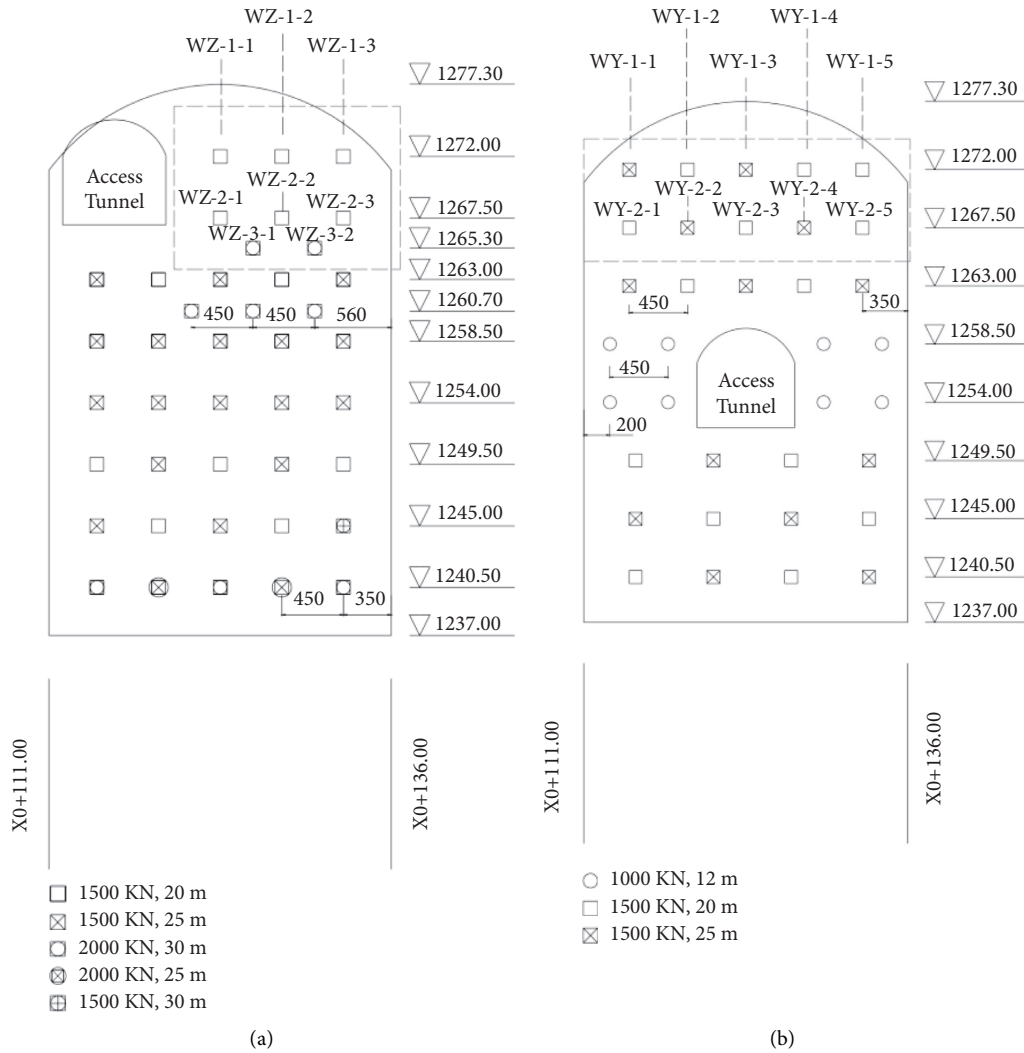 WZ-1-2
WZ-1-1
WZ-1-3
1277.30
Access
Tunnel
1272.00
WZ-2-2
WZ-2-1
WZ-2-3
1267.50
WZ-3-1
WZ-3-2
1265.30
1263.00
1260.70
450
450
560
1258.50
1254.00
1249.50
1245.00
1240.50
450
350
1237.00
X0+111.00
X0+136.00
1500 KN, 20 m
1500 KN, 25 m
2000 KN, 30 m
2000 KN, 25 m
1500 KN, 30 m
(a)
WY-1-2
WY-1-4
WY-1-1
WY-1-3
WY-1-5
1277.30
1272.00
WY-2-2
WY-2-4
WY-2-1
WY-2-3
WY-2-5
1267.50
1263.00
450
350
1258.50
450
Access
Tunnel
1254.00
200
1249.50
1245.00
1240.50
1237.00
X0+111.00
X0+136.00
1000 KN, 12 m
1500 KN, 20 m
1500 KN, 25 m
(b)